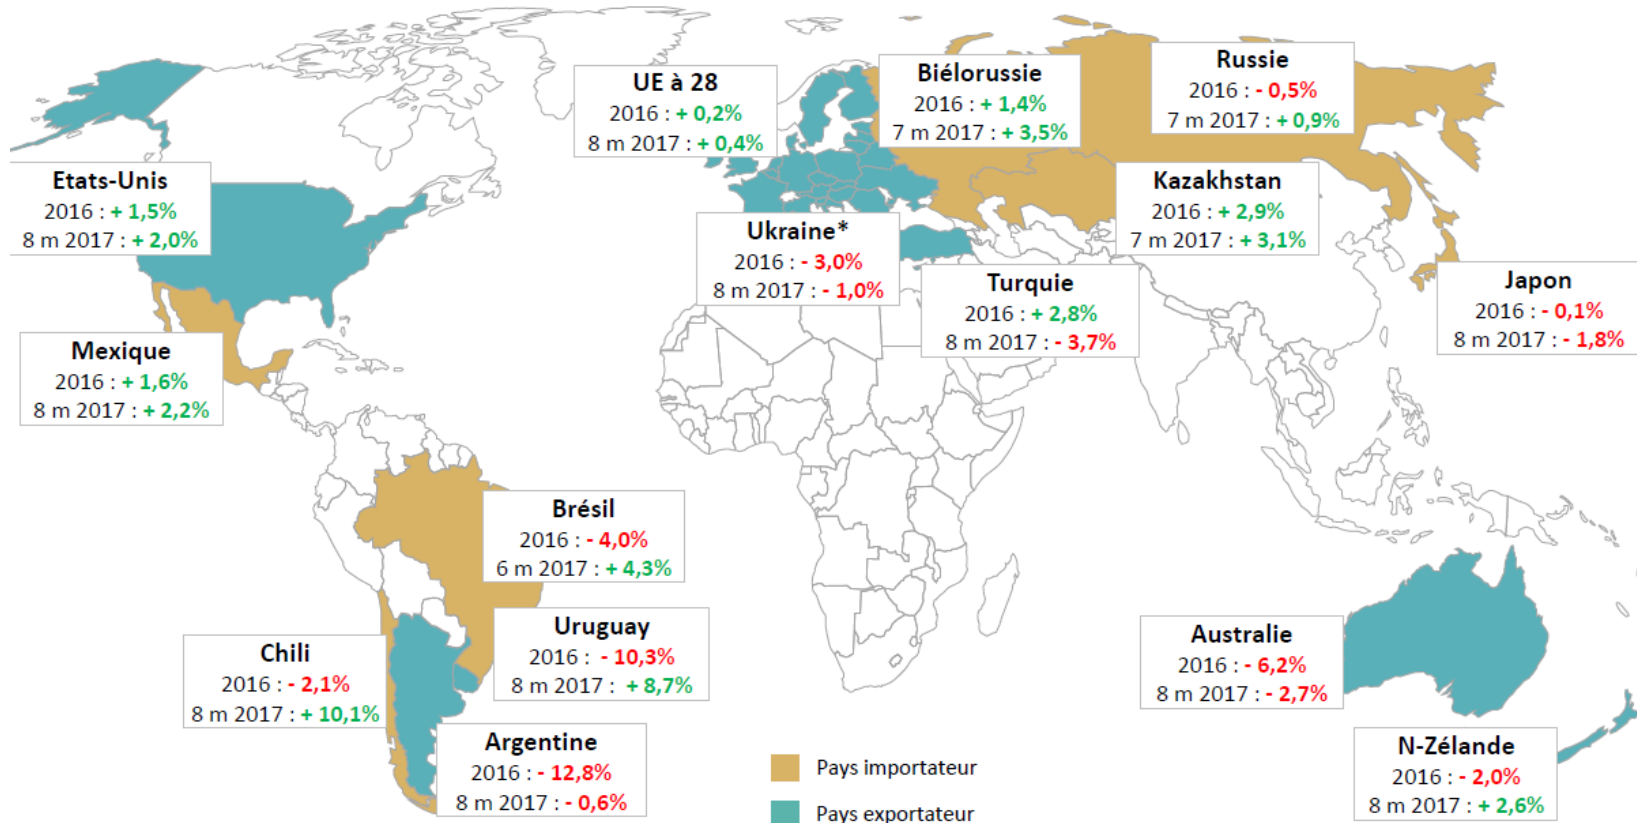 UE à 28
2016 : + 0,2%
8 m 2017 : + 0,4%
Biélorussie
2016 : + 1,4%
7 m 2017 : + 3,5%
Russie
2016 : - 0,5%
7 m 2017 : + 0,9%
Etats-Unis
2016 : + 1,5%
8 m 2017 : + 2,0%
Kazakhstan
2016 : + 2,9%
7 m 2017 : + 3,1%
Ukraine*
2016 : - 3,0%
8 m 2017 : - 1,0%
Turquie
2016 : + 2,8%
8 m 2017 : - 3,7%
Japon
2016 : - 0,1%
8 m 2017 : - 1,8%
Mexique
2016 : + 1,6%
8 m 2017 : + 2,2%
Brésil
2016 : - 4,0%
6 m 2017 : + 4,3%
Uruguay
2016 : - 10,3%
8 m 2017 : + 8,7%
Chili
2016 : - 2,1%
8 m 2017 : + 10,1%
Australie
2016 : - 6,2%
8 m 2017 : - 2,7%
Argentine
2016 : - 12,8%
8 m 2017 : - 0,6%
N-Zélande
2016 : - 2,0%
8 m 2017 : + 2,6%
Pays importateur
Pays exportateur